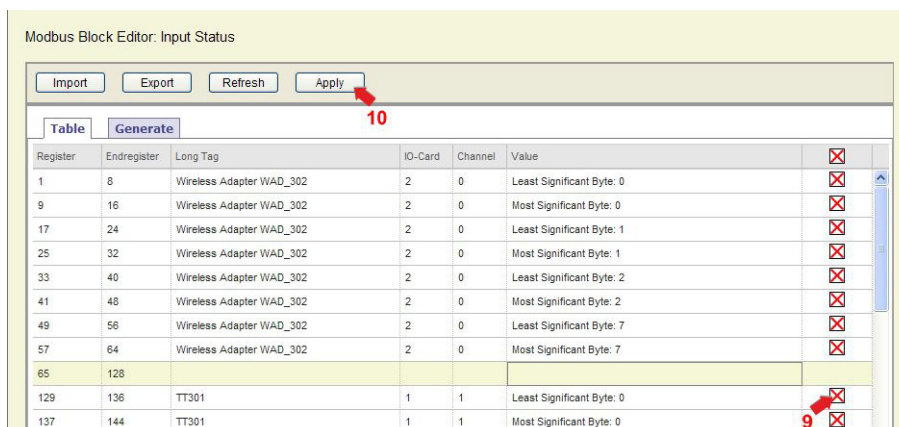 Modbus Block Editor: Input Status
Import Export Refresh Apply
10
Table Generate
Register Endregister Long Tag IO-Card Channel Value
1 8 Wireless Adapter WAD_302 2 0 Least Significant Byte: 0
9 16 Wireless Adapter WAD_302 2 0 Most Significant Byte: 0
17 24 Wireless Adapter WAD_302 2 0 Least Significant Byte: 1
25 32 Wireless Adapter WAD_302 2 0 Most Significant Byte: 1
33 40 Wireless Adapter WAD_302 2 0 Least Significant Byte: 2
41 48 Wireless Adapter WAD_302 2 0 Most Significant Byte: 2
49 56 Wireless Adapter WAD_302 2 0 Least Significant Byte: 7
57 64 Wireless Adapter WAD_302 2 0 Most Significant Byte: 7
65 128
129 136 TT301 1 1 Least Significant Byte: 0
137 144 TT301 1 1 Most Significant Byte: 0 9